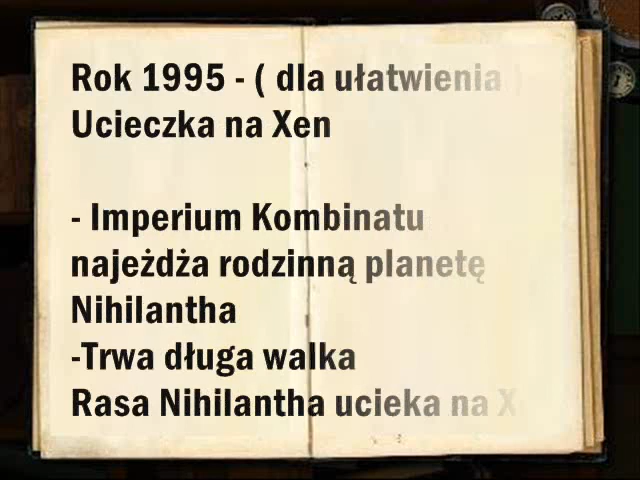 Rok 1995 - ( dla ułatwienia )
Ucieczka na Xen
- Imperium Kombinatu
najeżdża rodzinną planetę
Nihilantha
-Trwa długa walka
Rasa Nihilantha ucieka na X